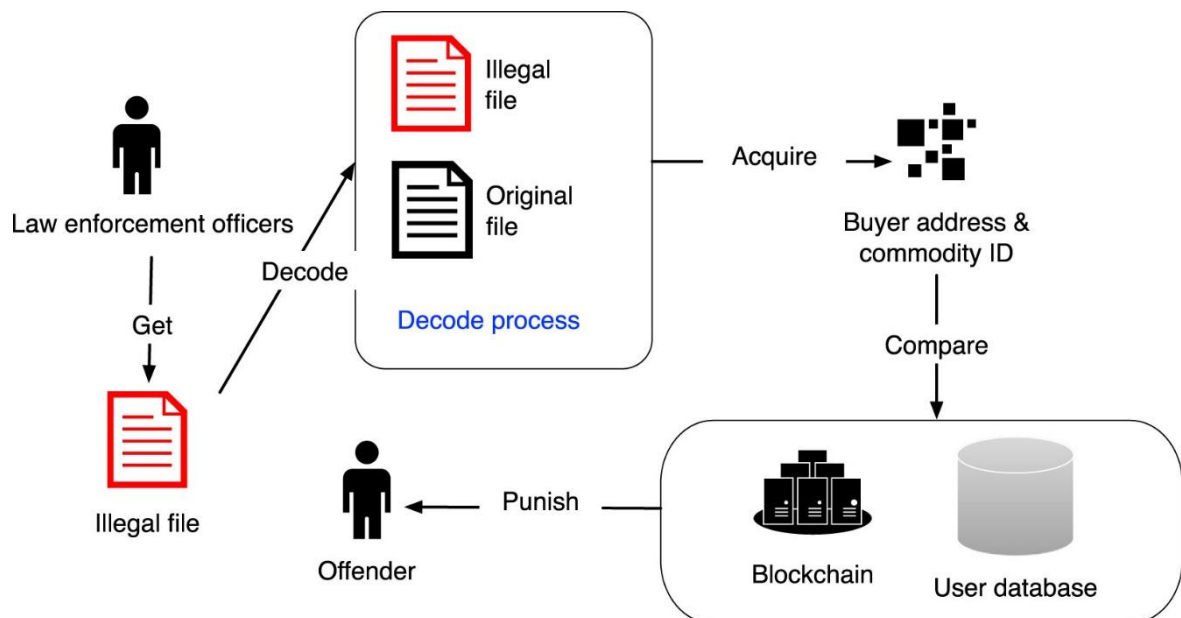 Law enforcement officers
Get
Illegal file
Decode
Illegal
file
Original
file
Decode process
Acquire
Buyer address &
commodity ID
Compare
Blockchain
User database
Punish
Offender